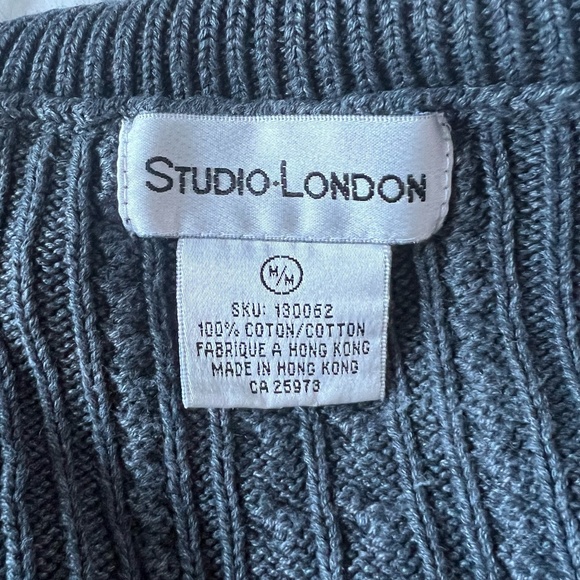 STUDIO·LONDON
M/M
SKU: 130062
100% COTON/COTTON
FABRIQUE A HONG KONG
MADE IN HONG KONG
CA 25973